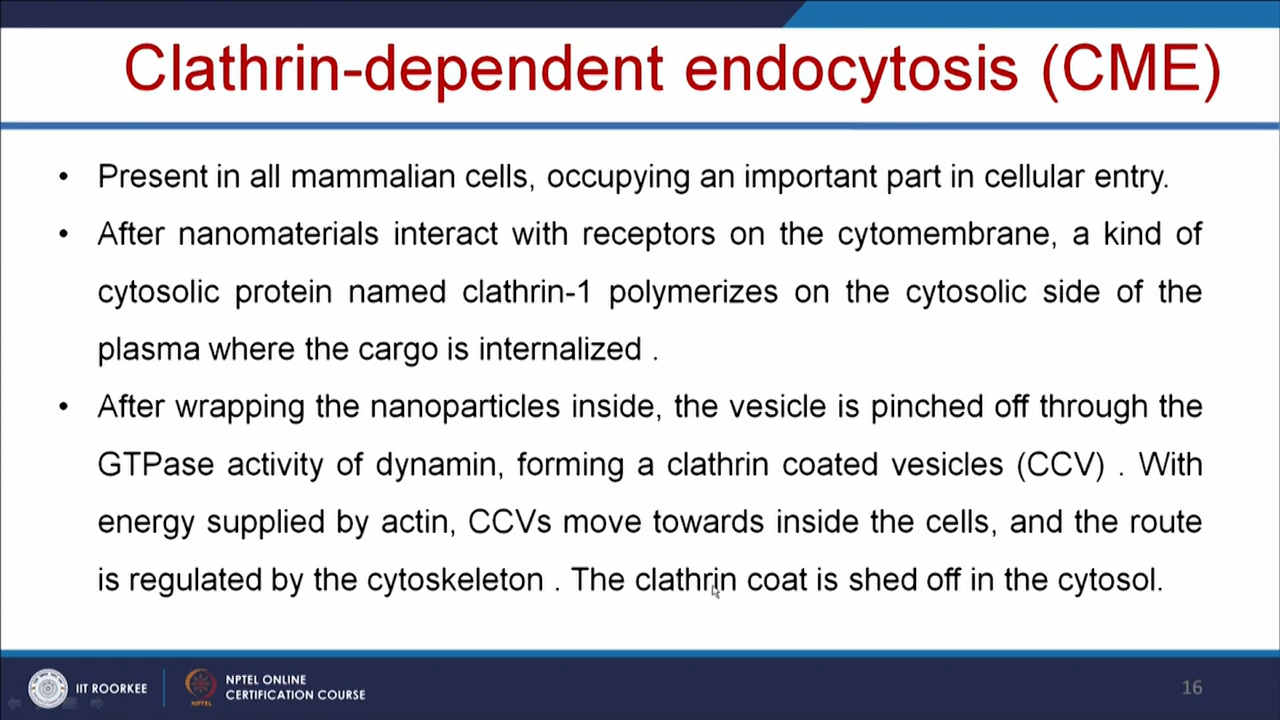 Clathrin-dependent endocytosis (CME)
• Present in all mammalian cells, occupying an important part in cellular entry.
• After nanomaterials interact with receptors on the cytomembrane, a kind of
cytosolic protein named clathrin-1 polymerizes on the cytosolic side of the
plasma where the cargo is internalized .
• After wrapping the nanoparticles inside, the vesicle is pinched off through the
GTPase activity of dynamin, forming a clathrin coated vesicles (CCV) . With
energy supplied by actin, CCVs move towards inside the cells, and the route
is regulated by the cytoskeleton . The clathrin coat is shed off in the cytosol.
IIT ROORKEE
NPTEL
NPTEL ONLINE
CERTIFICATION COURSE
16